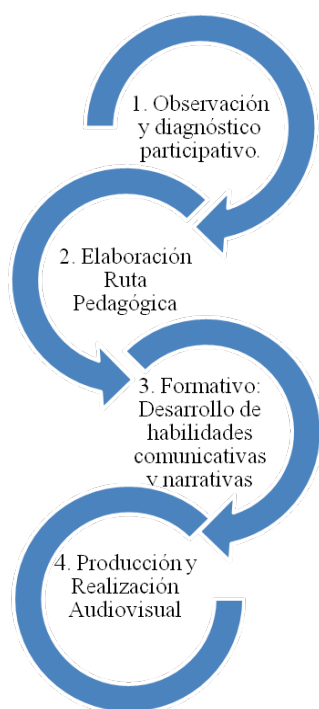 1. Observación
y diagnóstico
participativo.
2. Elaboración
Ruta
Pedagógica
3. Formativo:
Desarrollo de
habilidades
comunicativas
y narrativas
4. Producción y
Realización
Audiovisual